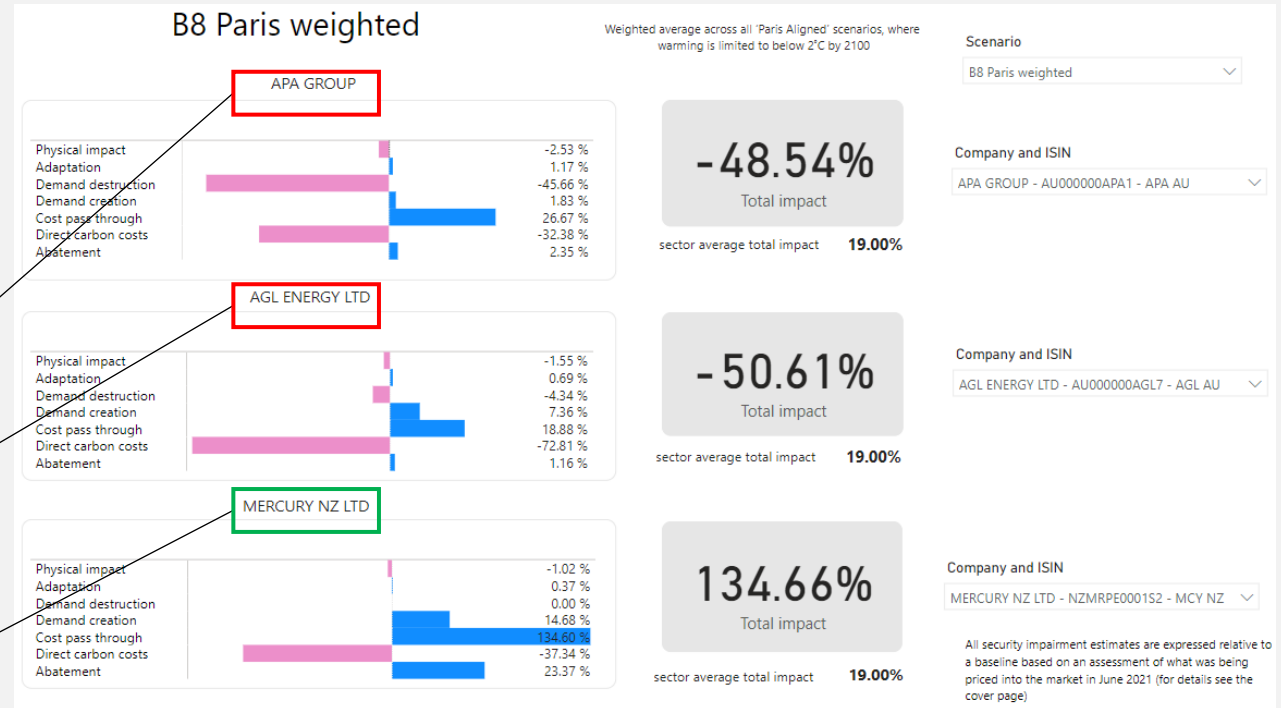 B8 Paris weighted
Weighted average across all 'Paris Aligned' scenarios, where
warming is limited to below 2°C by 2100
Scenario
B8 Paris weighted
APA GROUP
Physical impact -2.53 %
Adaptation 1.17 %
Demand destruction -45.66 %
Demand creation 1.83 %
Cost pass through 26.67 %
Direct carbon costs -32.38 %
Abatement 2.35 %
-48.54%
Total impact
sector average total impact 19.00%
Company and ISIN
APA GROUP - AU000000APA1 - APA AU
AGL ENERGY LTD
Physical impact -1.55 %
Adaptation 0.69 %
Demand destruction -4.34 %
Demand creation 7.36 %
Cost pass through 18.88 %
Direct carbon costs -72.81 %
Abatement 1.16 %
-50.61%
Total impact
sector average total impact 19.00%
Company and ISIN
AGL ENERGY LTD - AU000000AGL7 - AGL AU
MERCURY NZ LTD
Physical impact -1.02 %
Adaptation 0.37 %
Demand destruction 0.00 %
Demand creation 14.68 %
Cost pass through 134.60 %
Direct carbon costs -37.34 %
Abatement 23.37 %
134.66%
Total impact
sector average total impact 19.00%
Company and ISIN
MERCURY NZ LTD - NZMRPE0001S2 - MCY NZ
All security impairment estimates are expressed relative to
a baseline based on an assessment of what was being
priced into the market in June 2021 (for details see the
cover page)